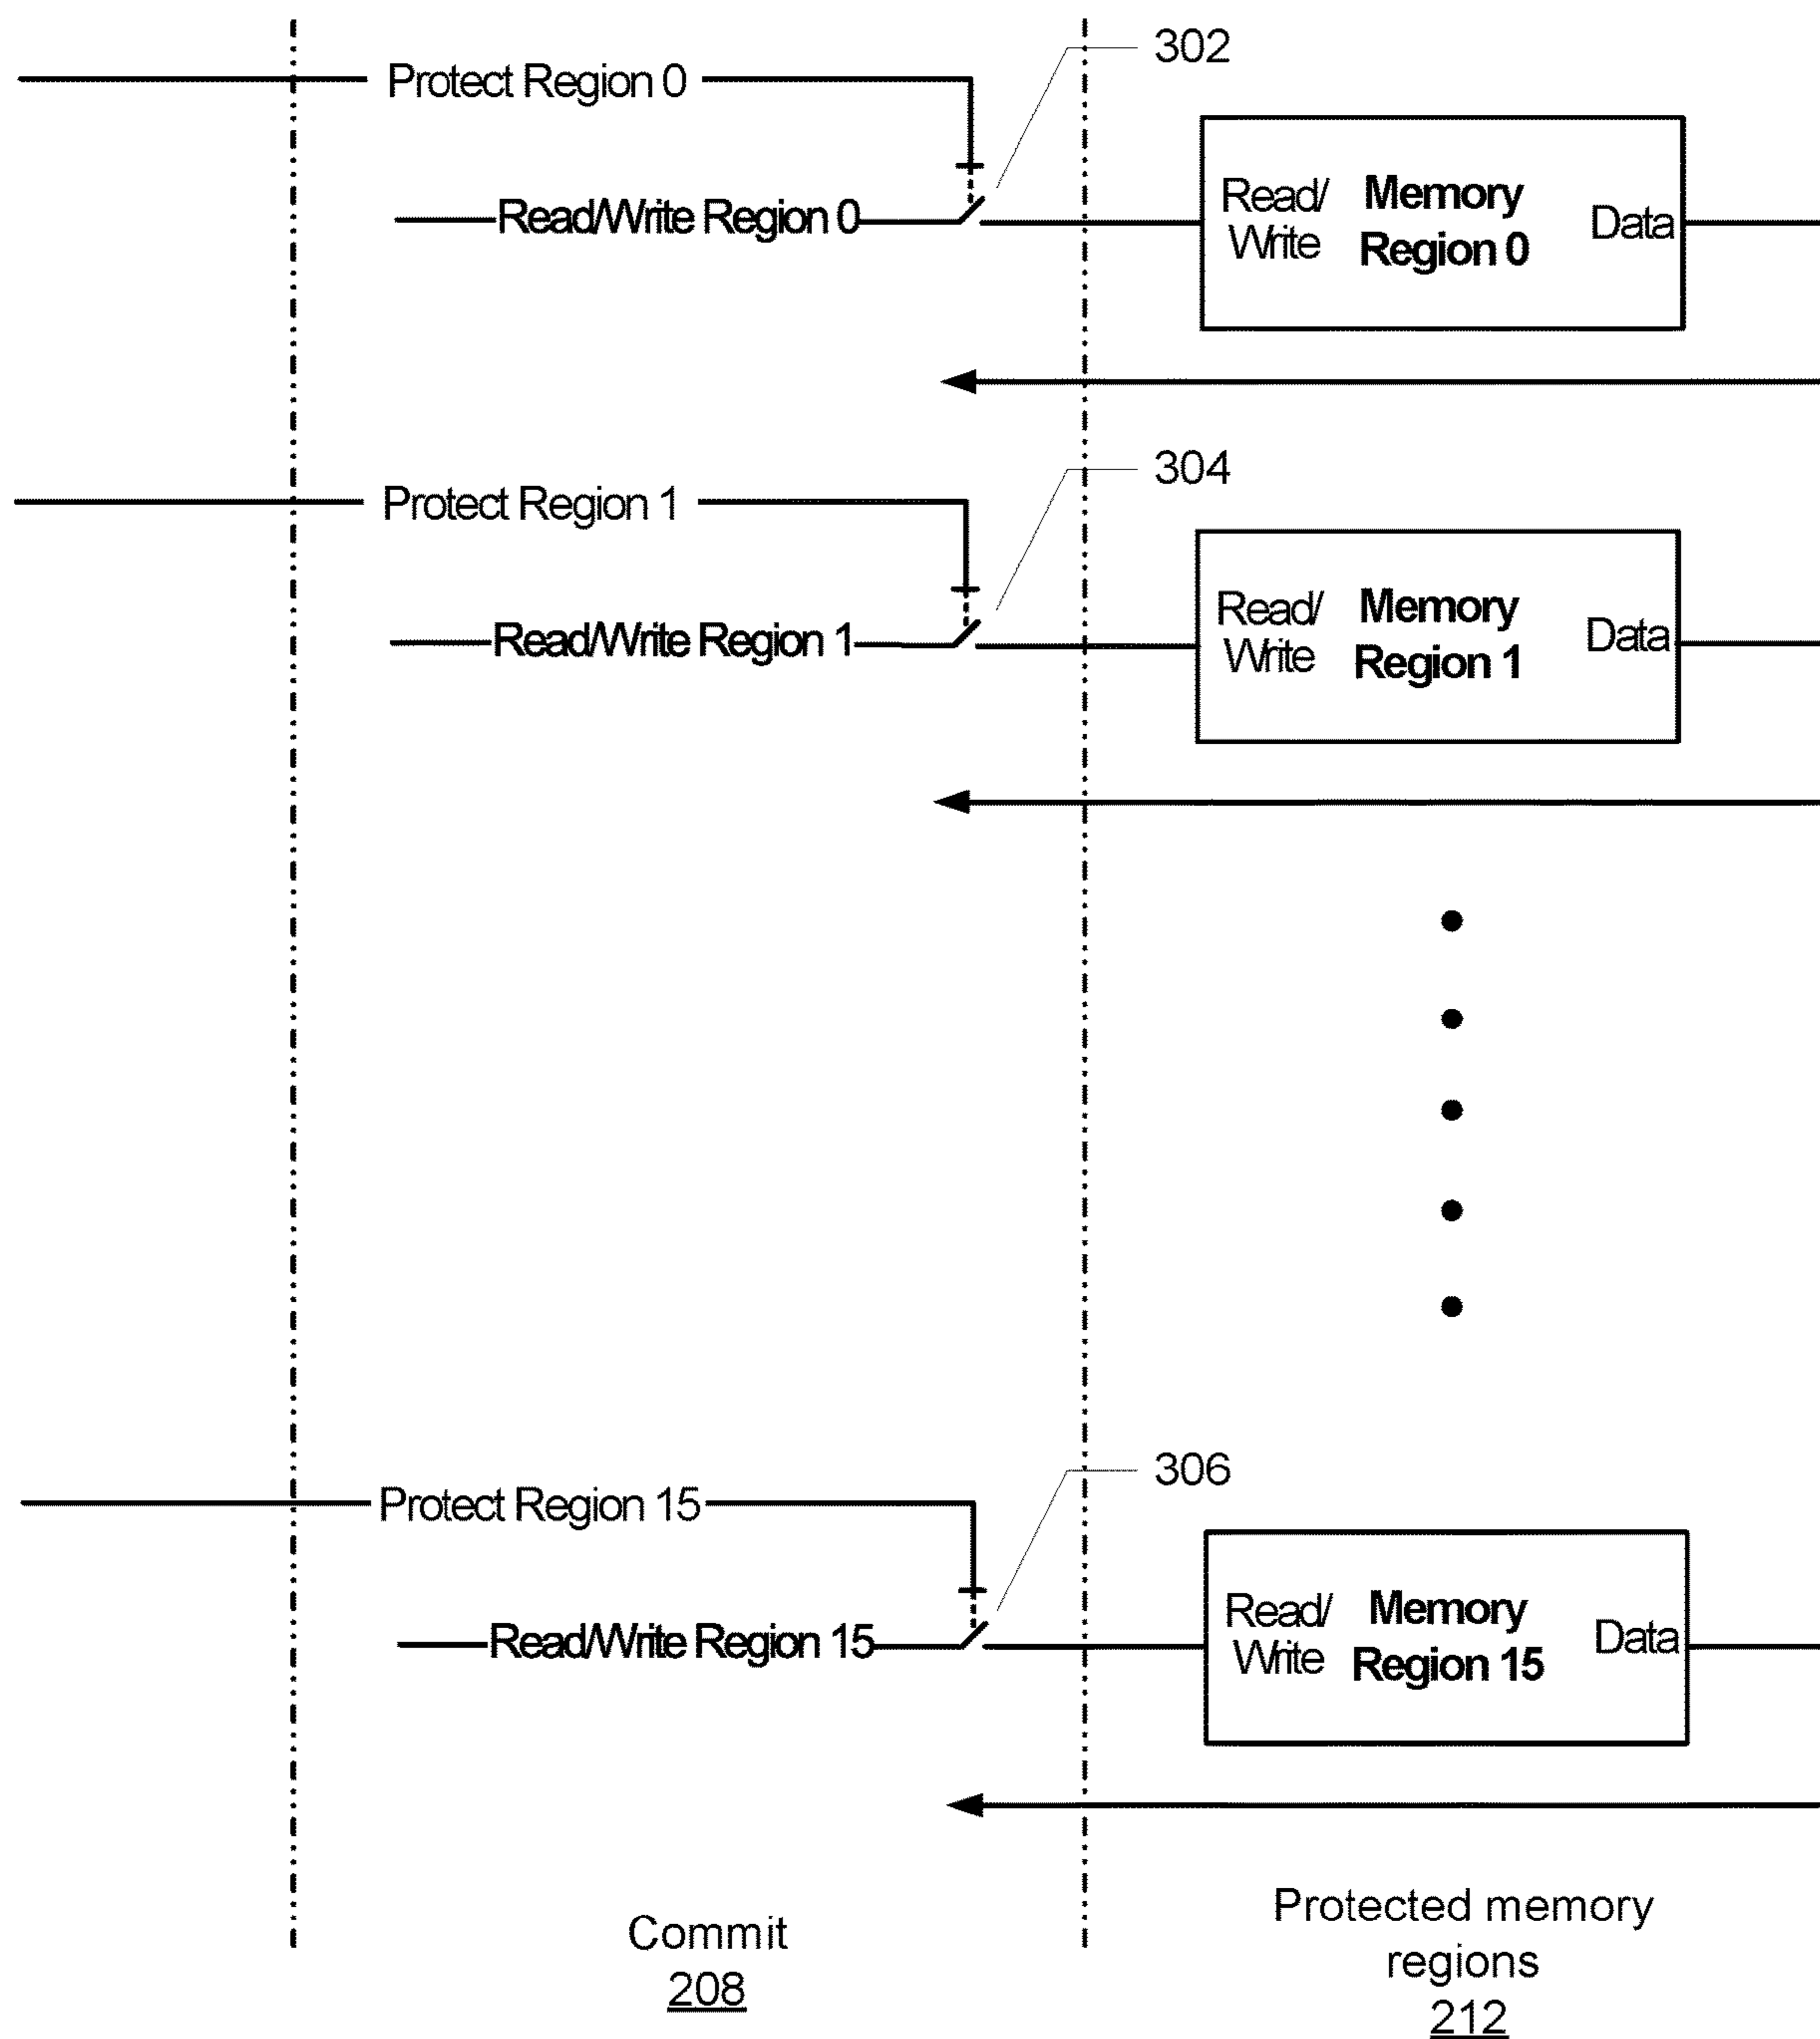 302
Protect Region 0
Read/Write Region 0
Read/
Write
Memory
Region 0
Data
304
Protect Region 1
Read/Write Region 1
Read/
Write
Memory
Region 1
Data
306
Protect Region 15
Read/Write Region 15
Read/
Write
Memory
Region 15
Data
Commit
208
Protected memory
regions
212